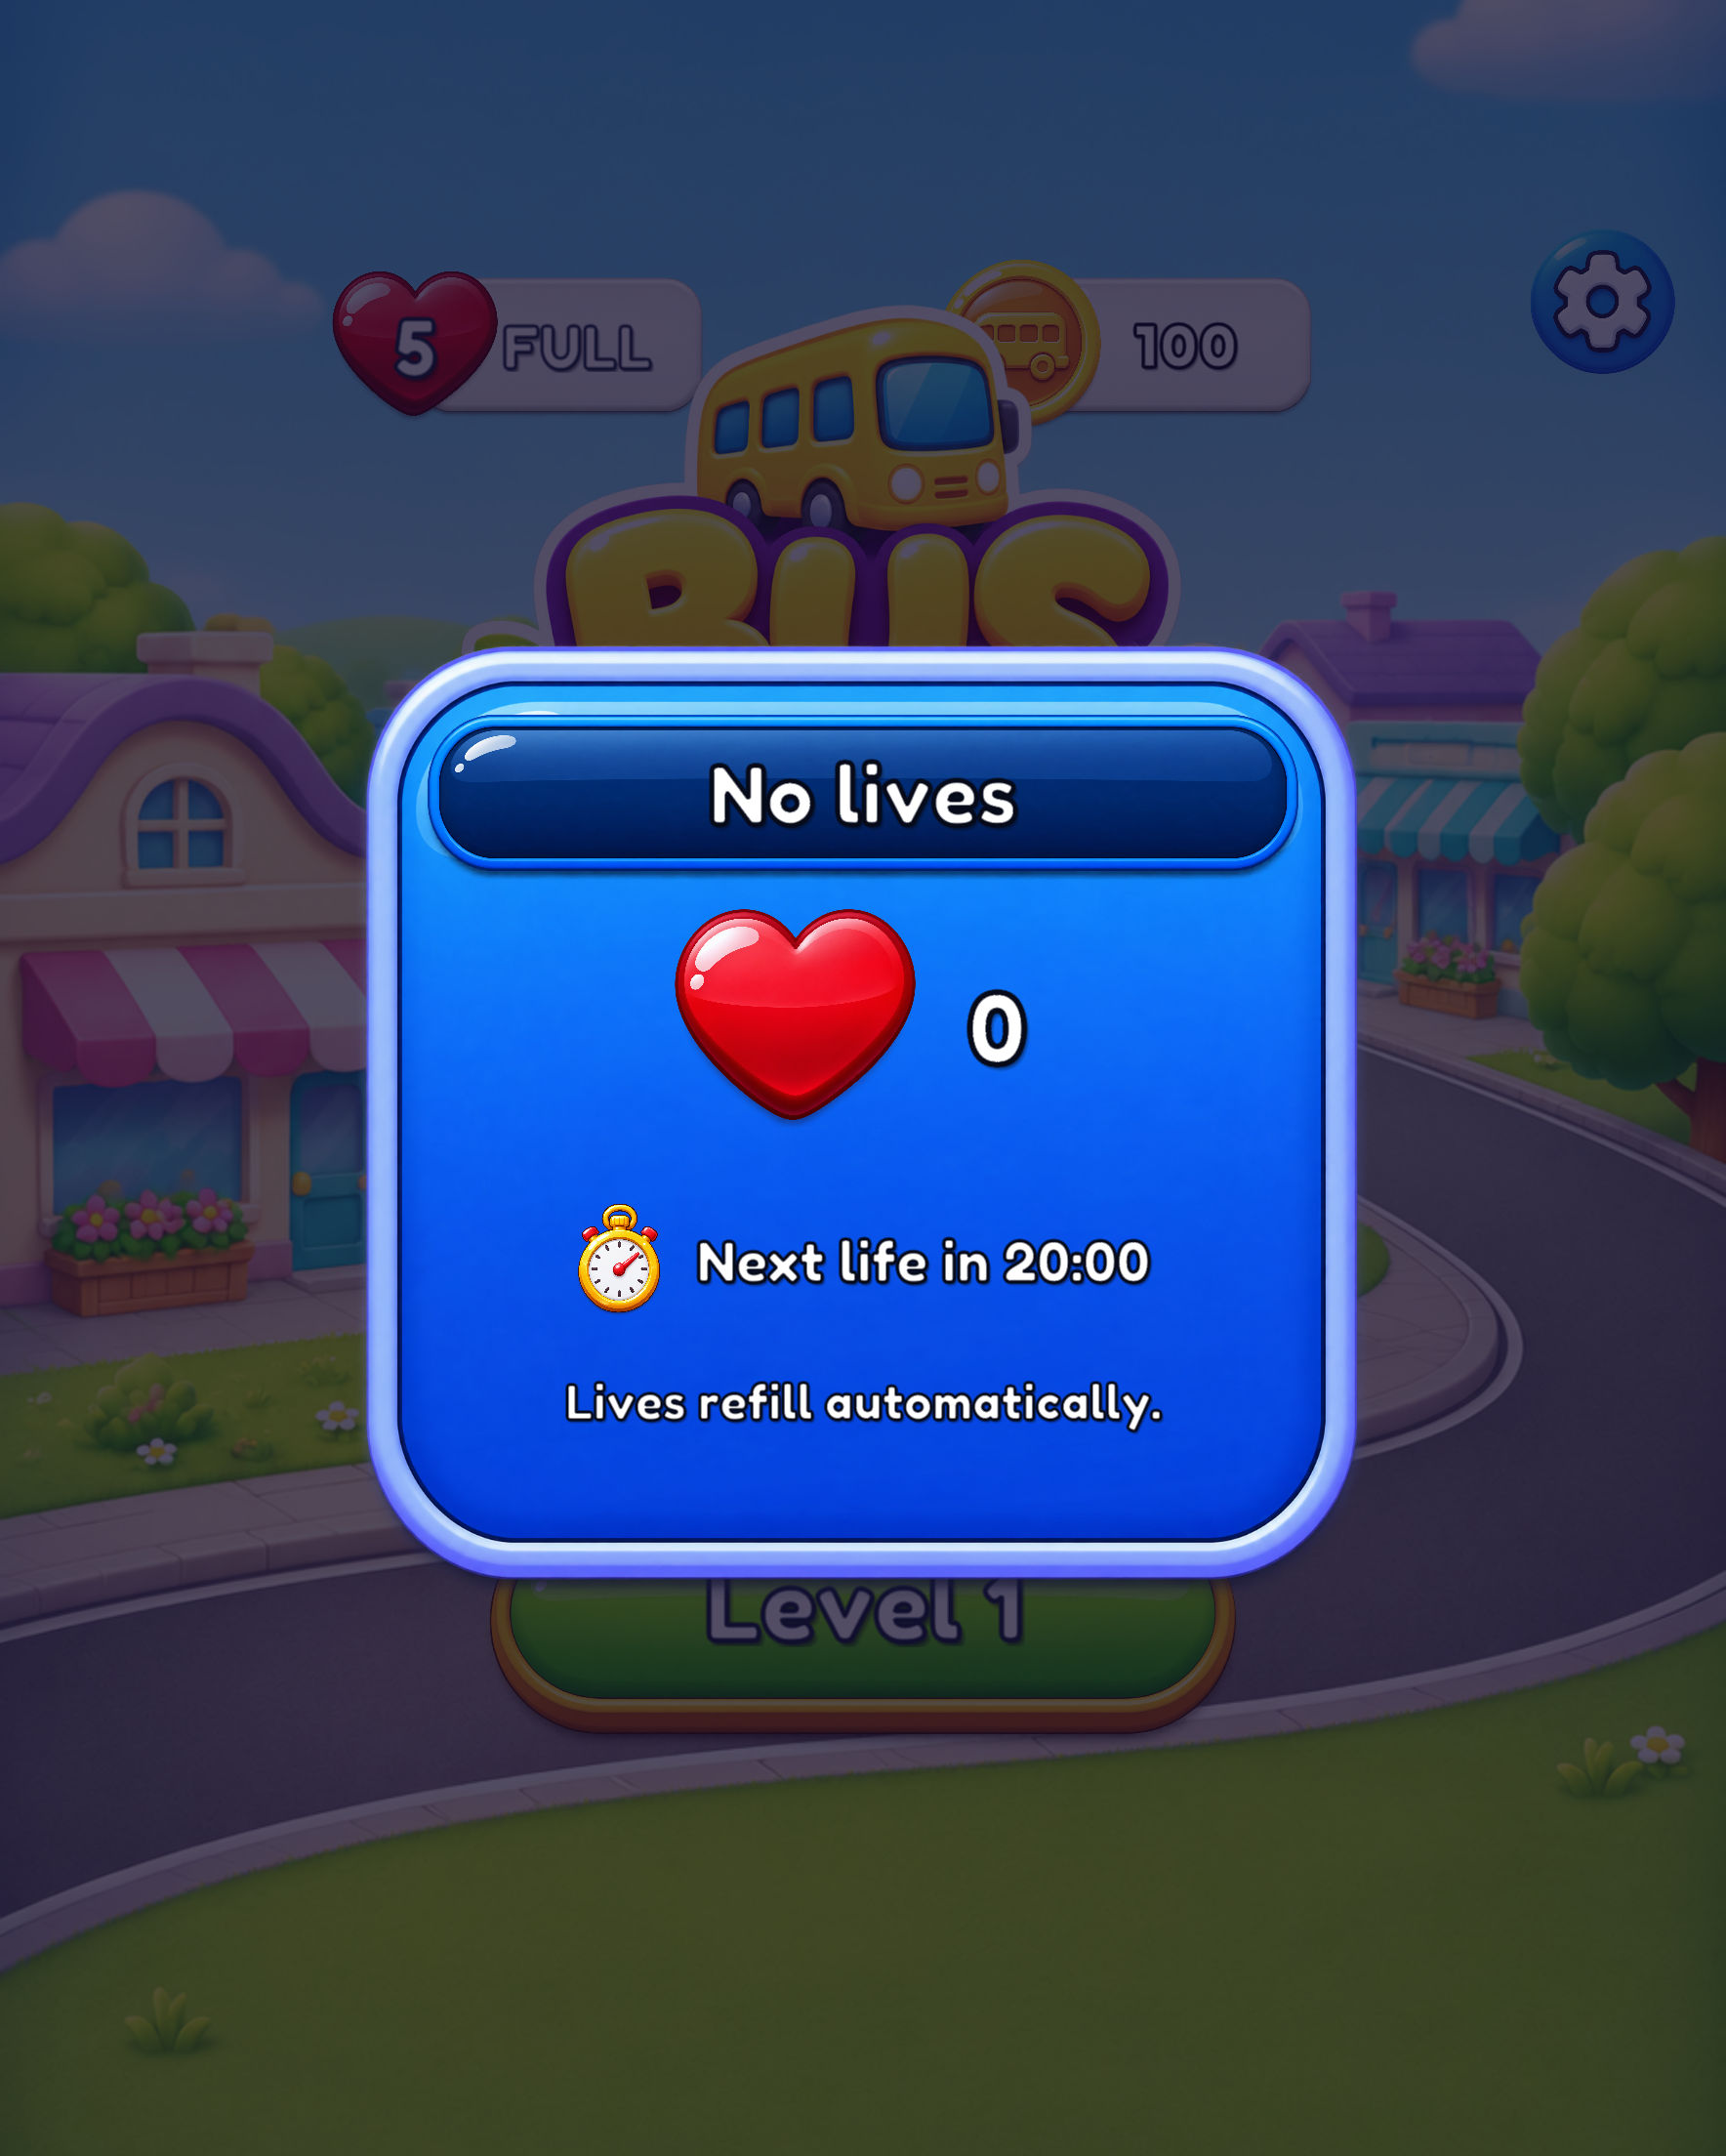 5 FULL 100
BUS
No lives
0
Next life in 20:00
Lives refill automatically.
Level 1